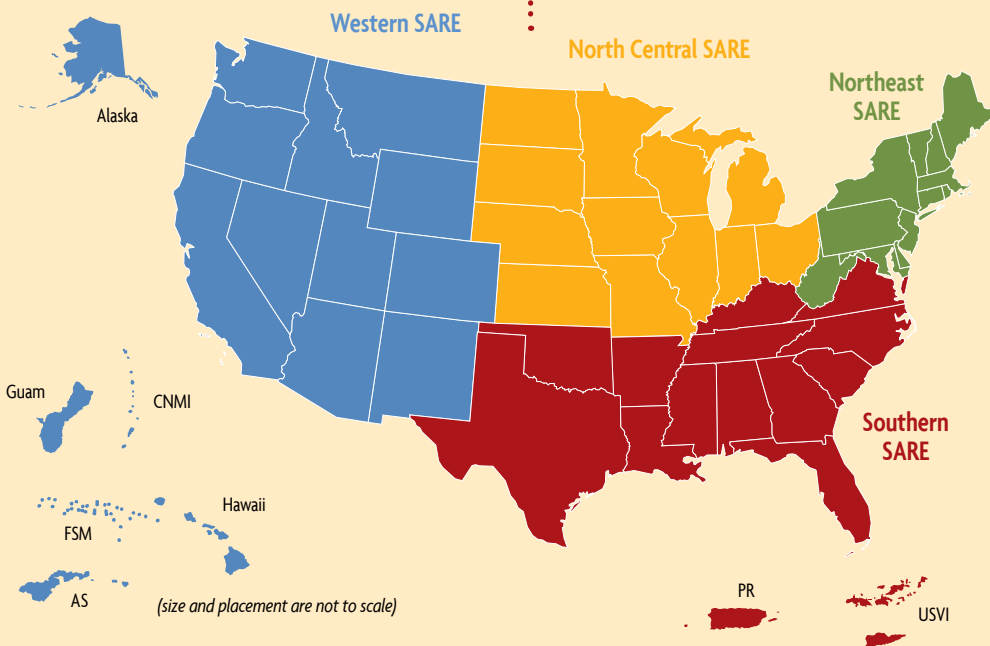 Western SARE
North Central SARE
Northeast
SARE
Alaska
Guam
CNMI
Southern
SARE
Hawaii
FSM
AS
(size and placement are not to scale)
PR
USVI